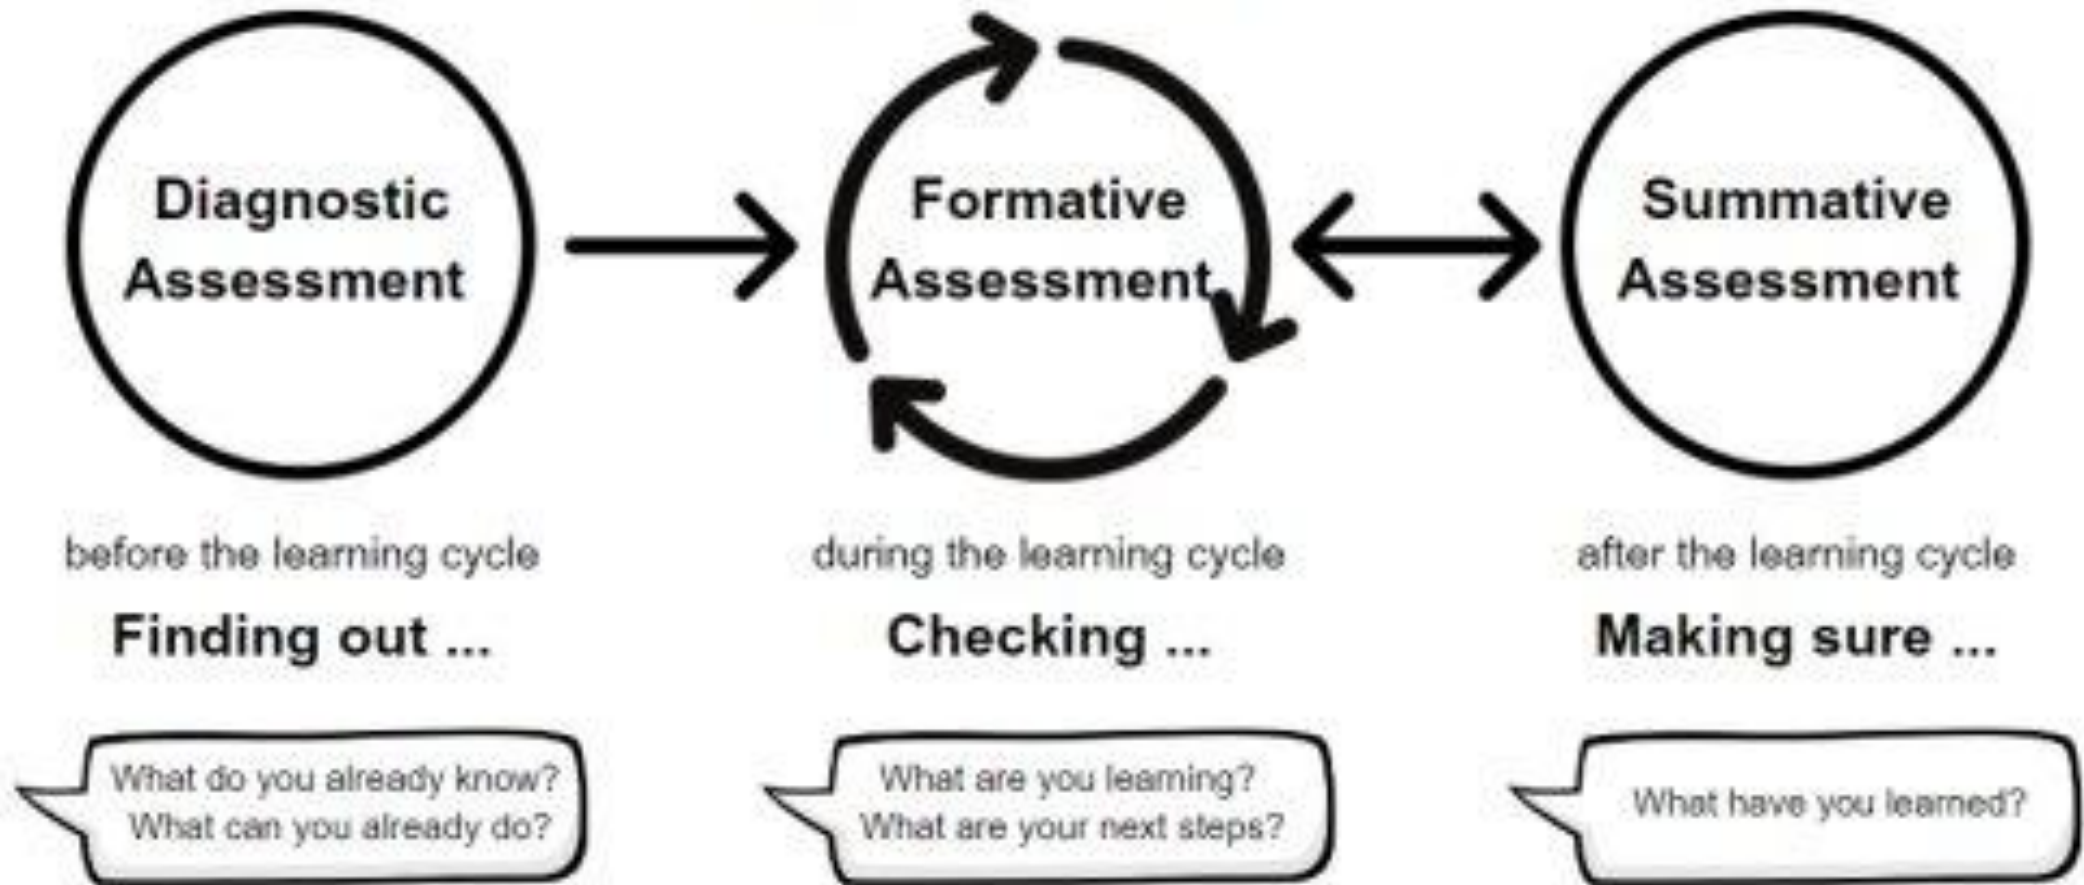 Diagnostic
Assessment
Formative
Assessment
Summative
Assessment
before the learning cycle
during the learning cycle
after the learning cycle
Finding out ...
Checking ...
Making sure ...
What do you already know?
What can you already do?
What are you learning?
What are your next steps?
What have you learned?